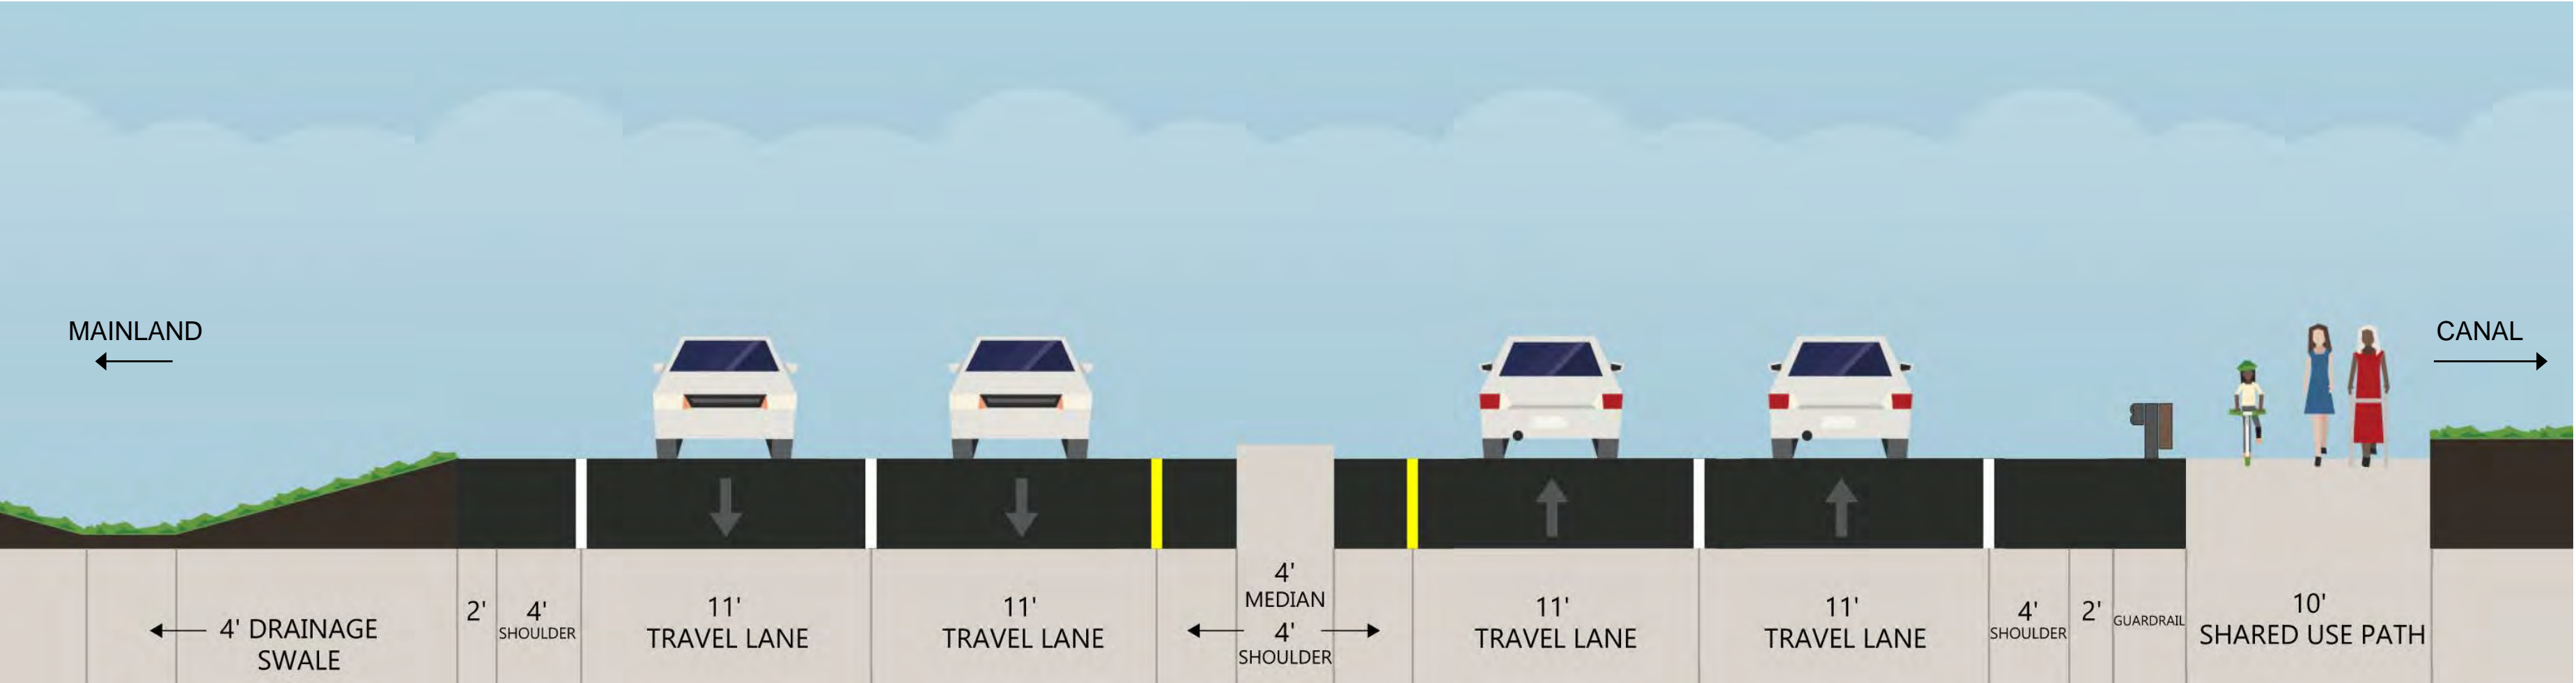 MAINLAND
CANAL
4' DRAINAGE
SWALE
2'
4'
SHOULDER
11'
TRAVEL LANE
11'
TRAVEL LANE
4'
MEDIAN
4'
SHOULDER
11'
TRAVEL LANE
11'
TRAVEL LANE
4'
SHOULDER
2'
GUARDRAIL
10'
SHARED USE PATH